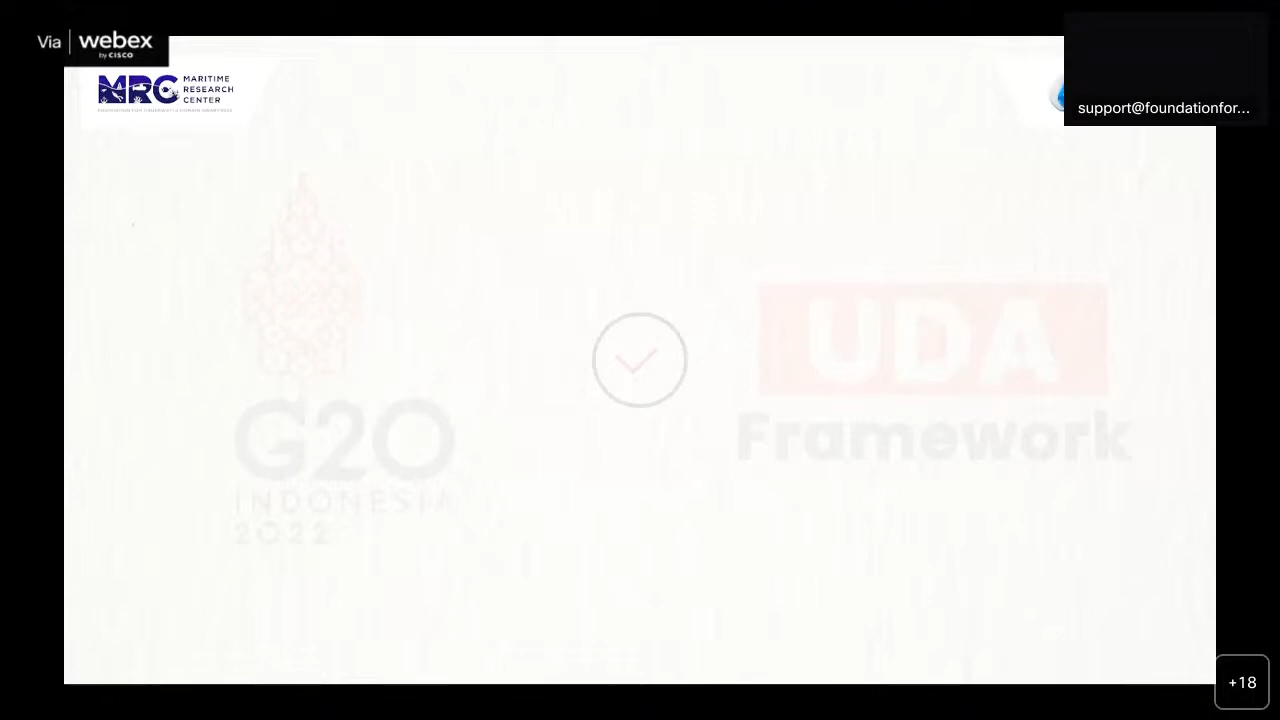 Via webex
by CISCO
MRC MARITIME
RESEARCH
CENTER
support@foundationfor...
UDA
Framework
G20
INDONESIA
2022
+18